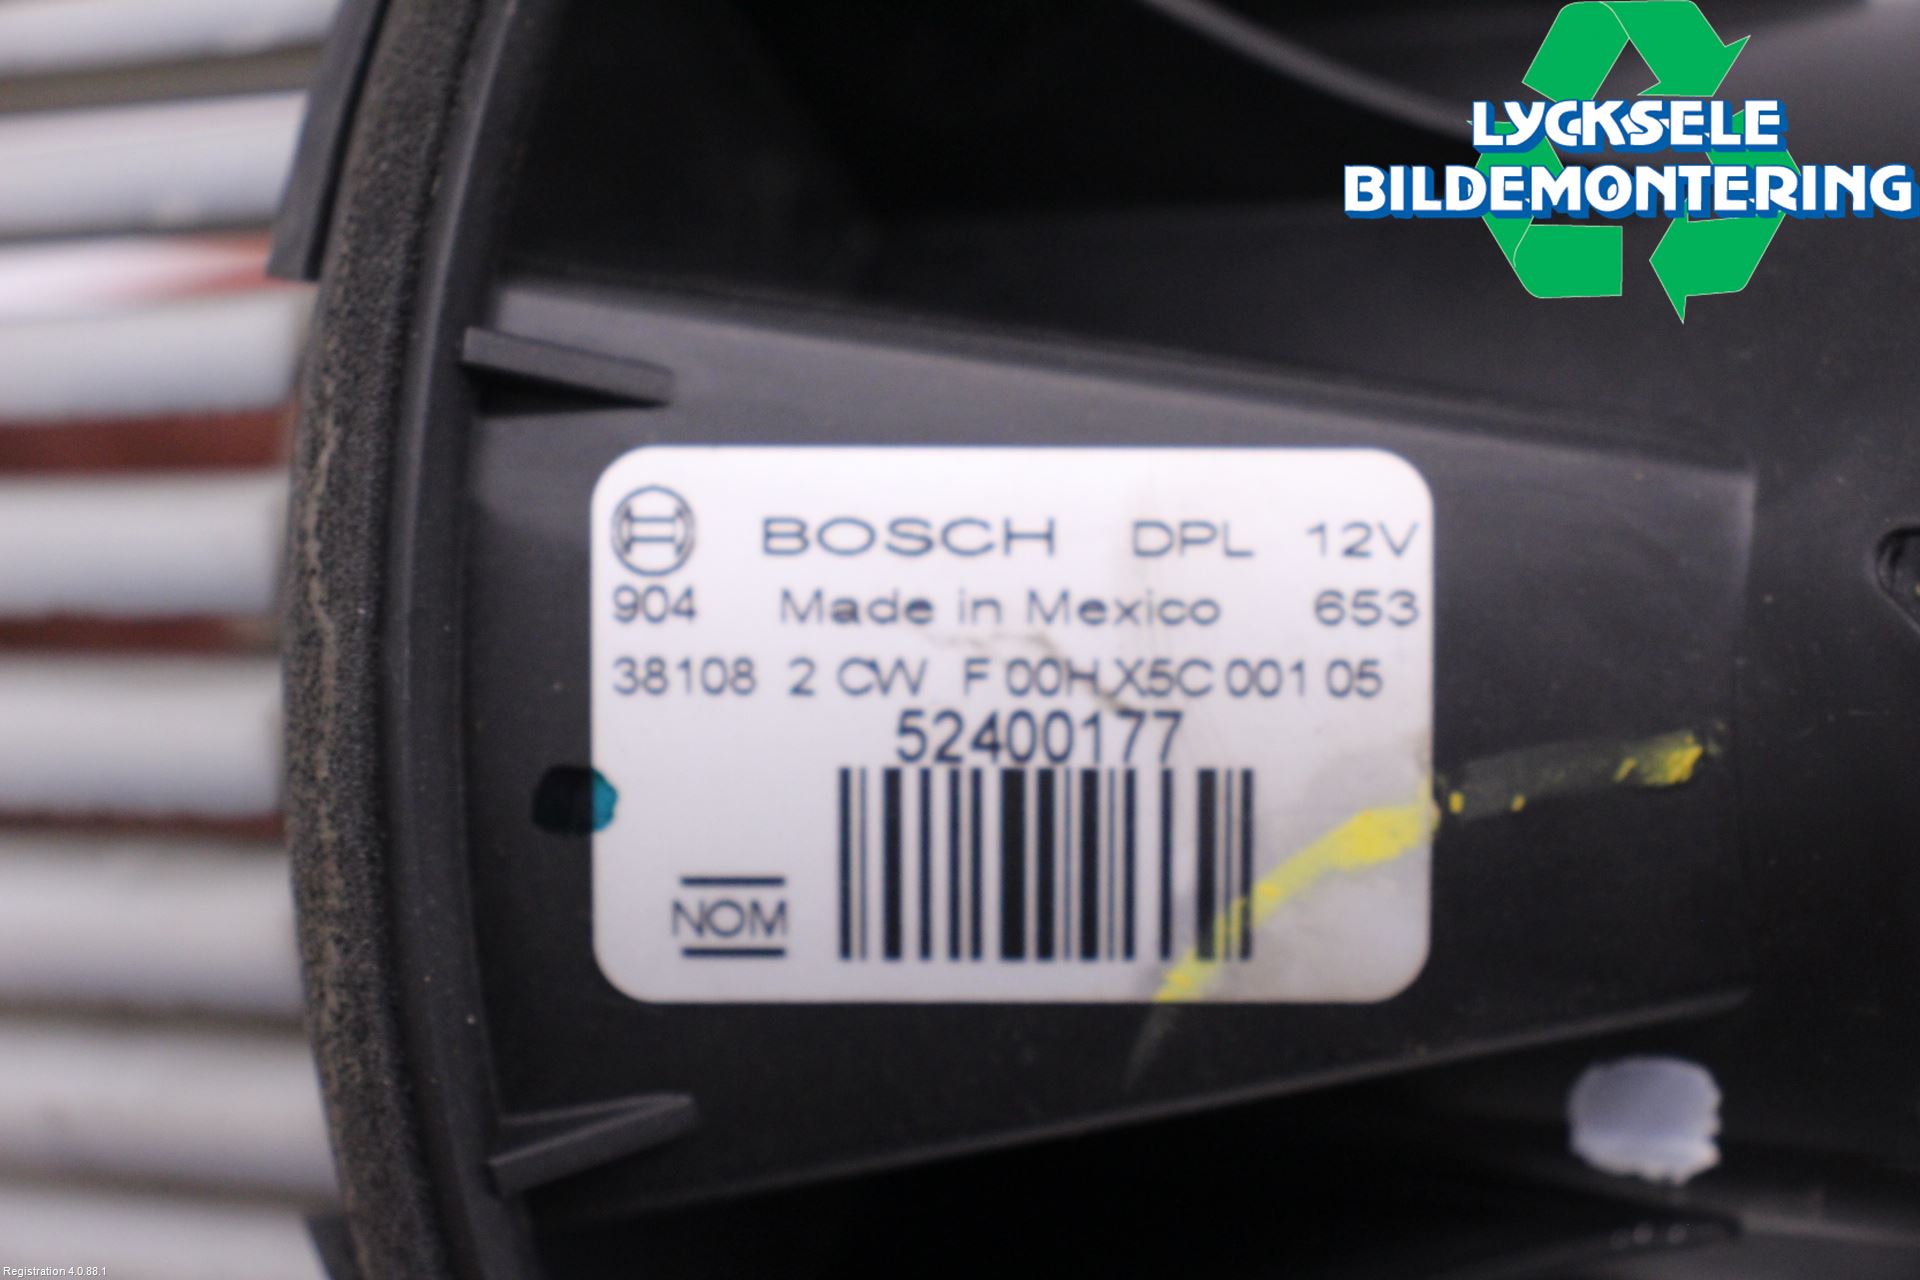 LYCKSELE
BILDEMONTERING
BOSCH DPL 12V
904 Made in Mexico 653
38108 2 CW F 00H X5C 001 05
52400177
NOM
Registration 4.0.88.1